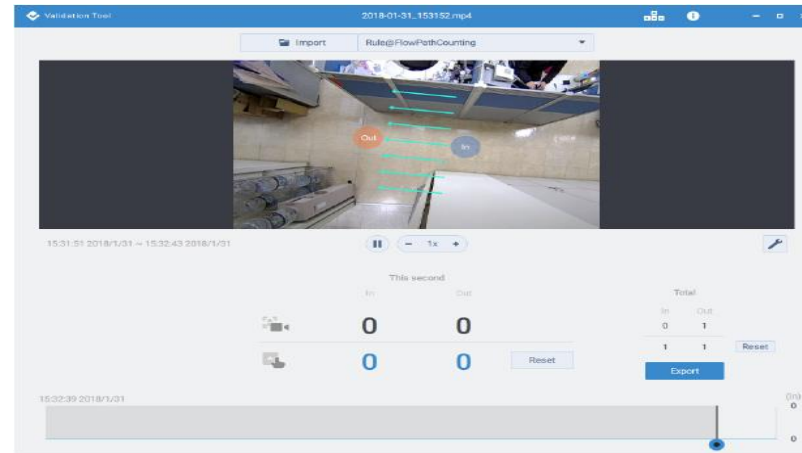 Validation Tool 2018-01-31_153152.mp4
Import Rule@FlowPathCounting
Out In
15:31:51 2018/1/31 ~ 15:32:43 2018/1/31 - 1x +
This second
In Out
Total
In Out
0 0
0 1
0 0 Reset
1 1 Reset
Export
15:32:39 2018/1/31 (In)
0
0